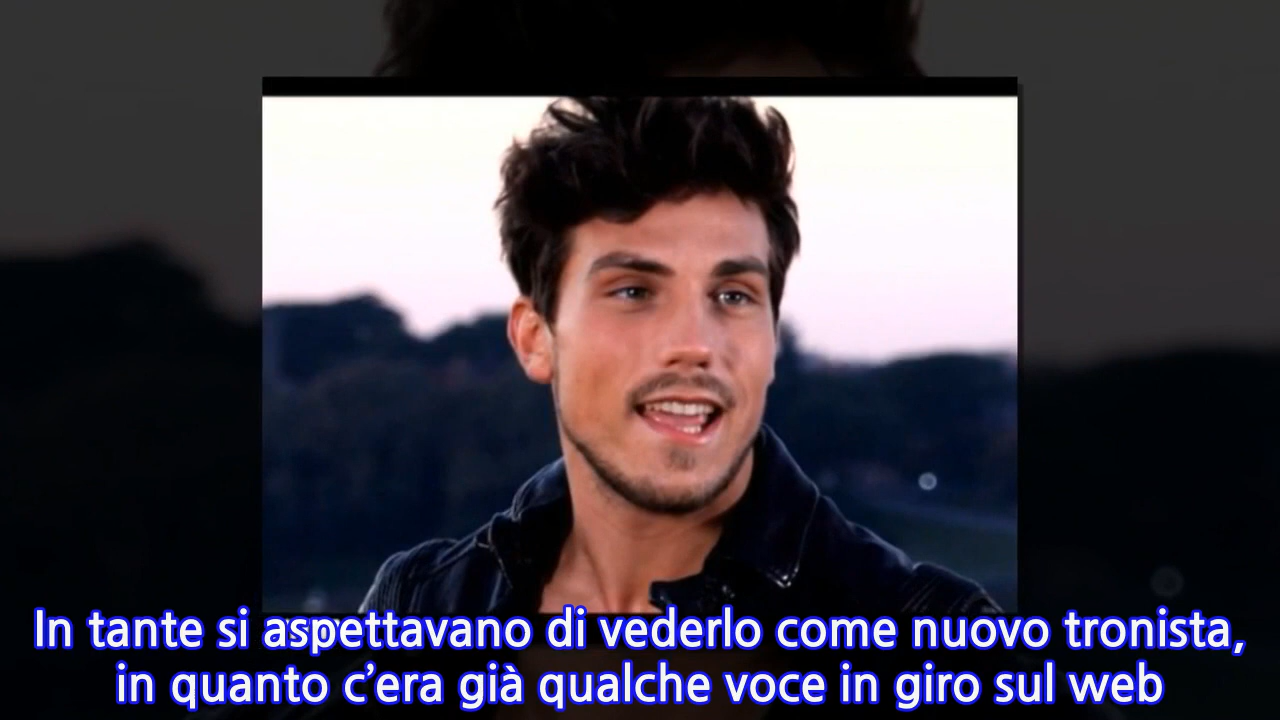 In tante si aspettavano di vederlo come nuovo tronista,
in quanto c’era già qualche voce in giro sul web